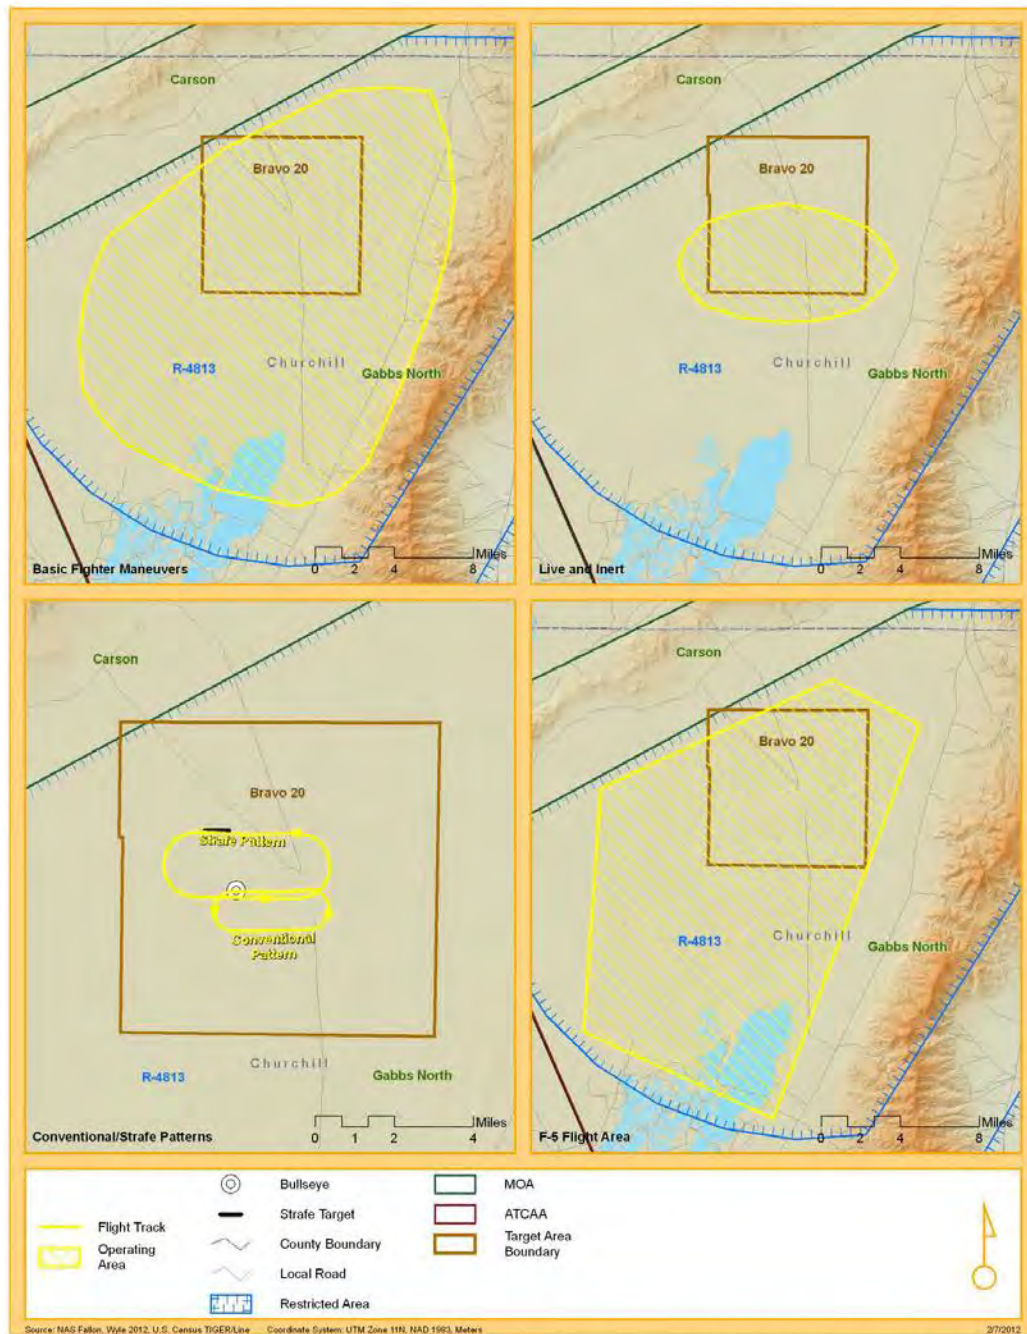 Carson
Bravo 20
Churchill
R-4813
Gabbs North
Miles
0 2 4 8
Basic Fighter Maneuvers
Carson
Bravo 20
Churchill
R-4813
Gabbs North
Miles
0 2 4 8
Live and Inert
Carson
Bravo 20
Strafe Pattern
Conventional
Pattern
Churchill
R-4813
Gabbs North
Miles
0 1 2 4
Conventional/Strafe Patterns
Carson
Bravo 20
Churchill
R-4813
Gabbs North
Miles
0 2 4 8
F-5 Flight Area
Flight Track
Operating
Area
Bullseye
Strafe Target
County Boundary
Local Road
Restricted Area
MOA
ATCAA
Target Area
Boundary
Source: NAS Fallon, Wyle 2012, U.S. Census TIGER/Line Coordinate System: UTM Zone 11N, NAD 1983, Meters 2/7/2012